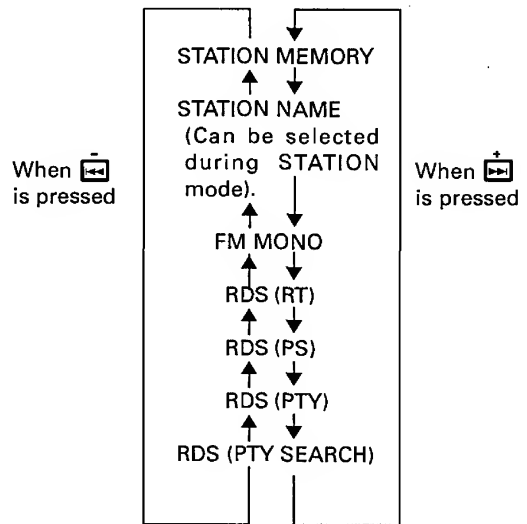 STATION MEMORY
STATION NAME
(Can be selected
during STATION
mode).
When - ⏮
is pressed
When + ⏭
is pressed
FM MONO
RDS (RT)
RDS (PS)
RDS (PTY)
RDS (PTY SEARCH)